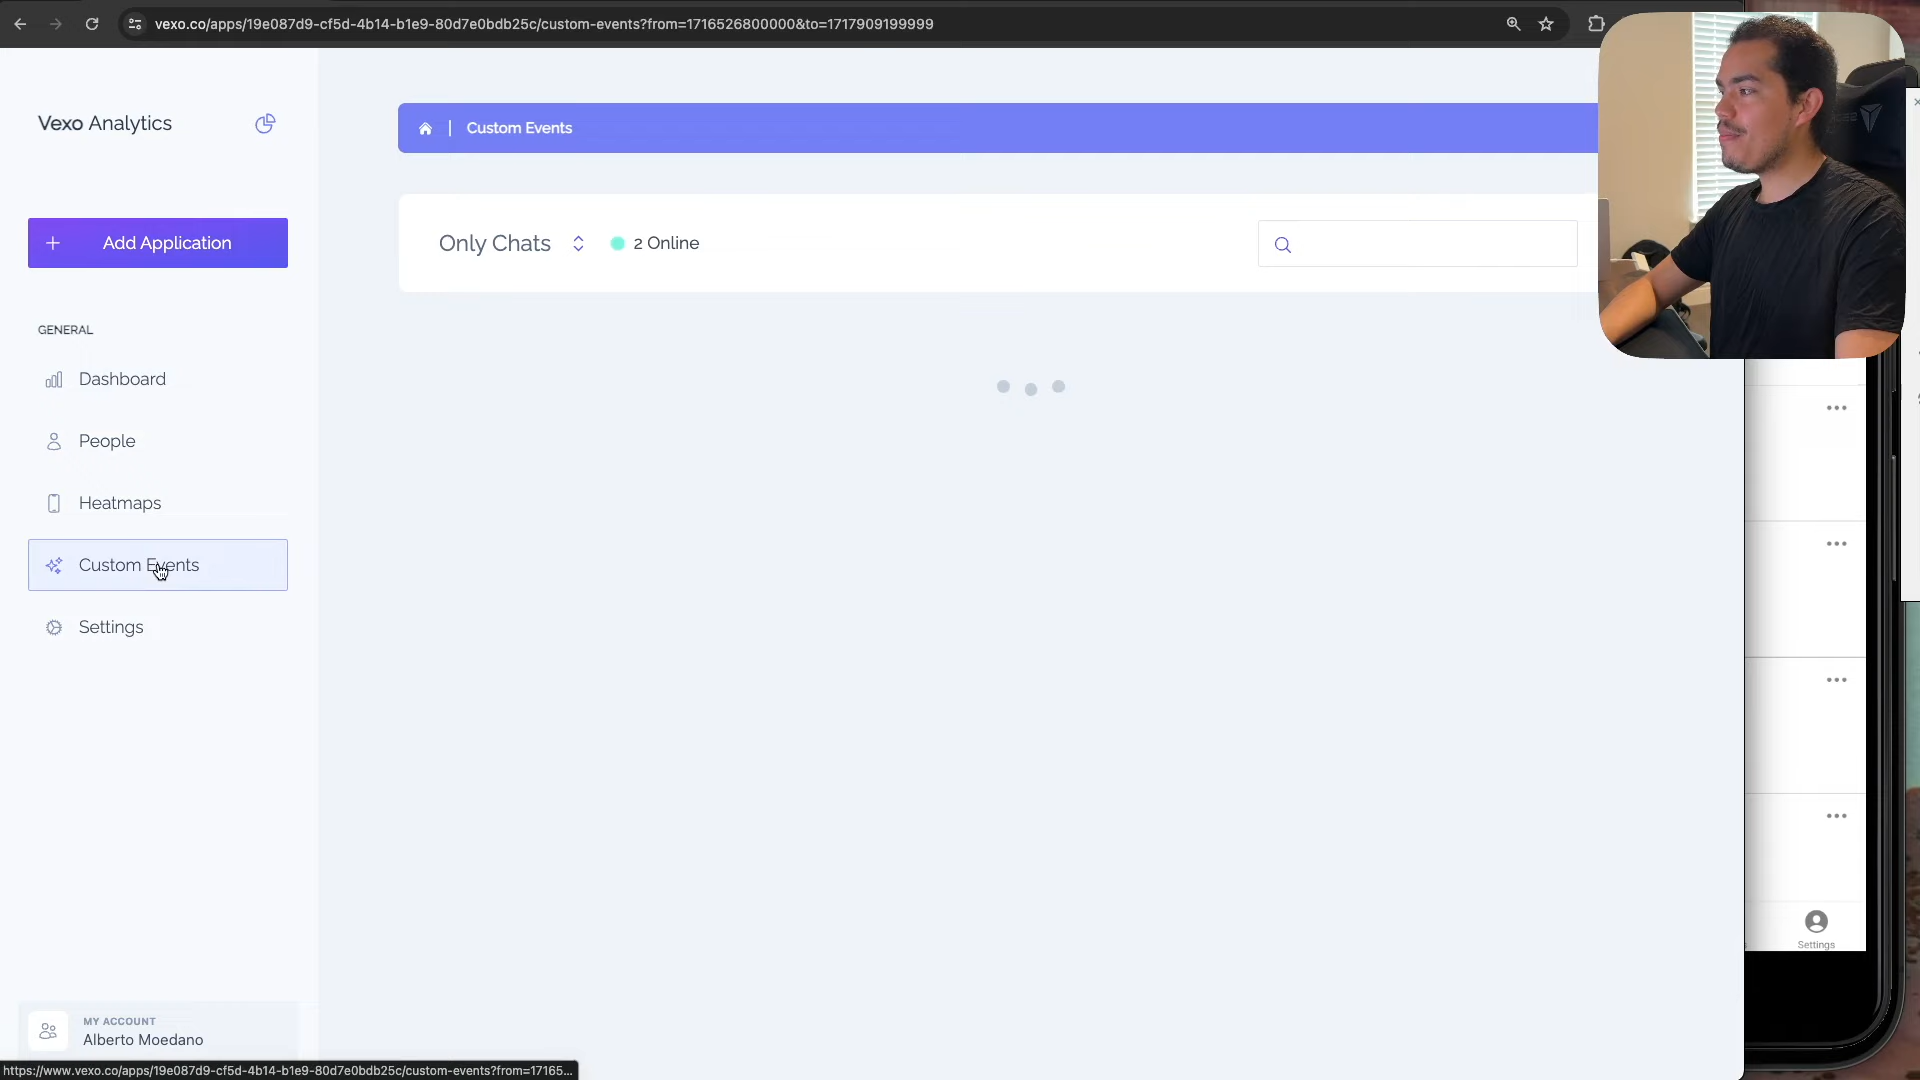 vexo.co/apps/19e087d9-cf5d-4b14-b1e9-80d7e0bdb25c/custom-events?from=1716526800000&to=1717909199999
Vexo Analytics
Custom Events
Add Application
Only Chats
2 Online
GENERAL
Dashboard
People
Heatmaps
Custom Events
Settings
Settings
MY ACCOUNT
Alberto Moedano
https://www.vexo.co/apps/19e087d9-cf5d-4b14-b1e9-80d7e0bdb25c/custom-events?from=17165...